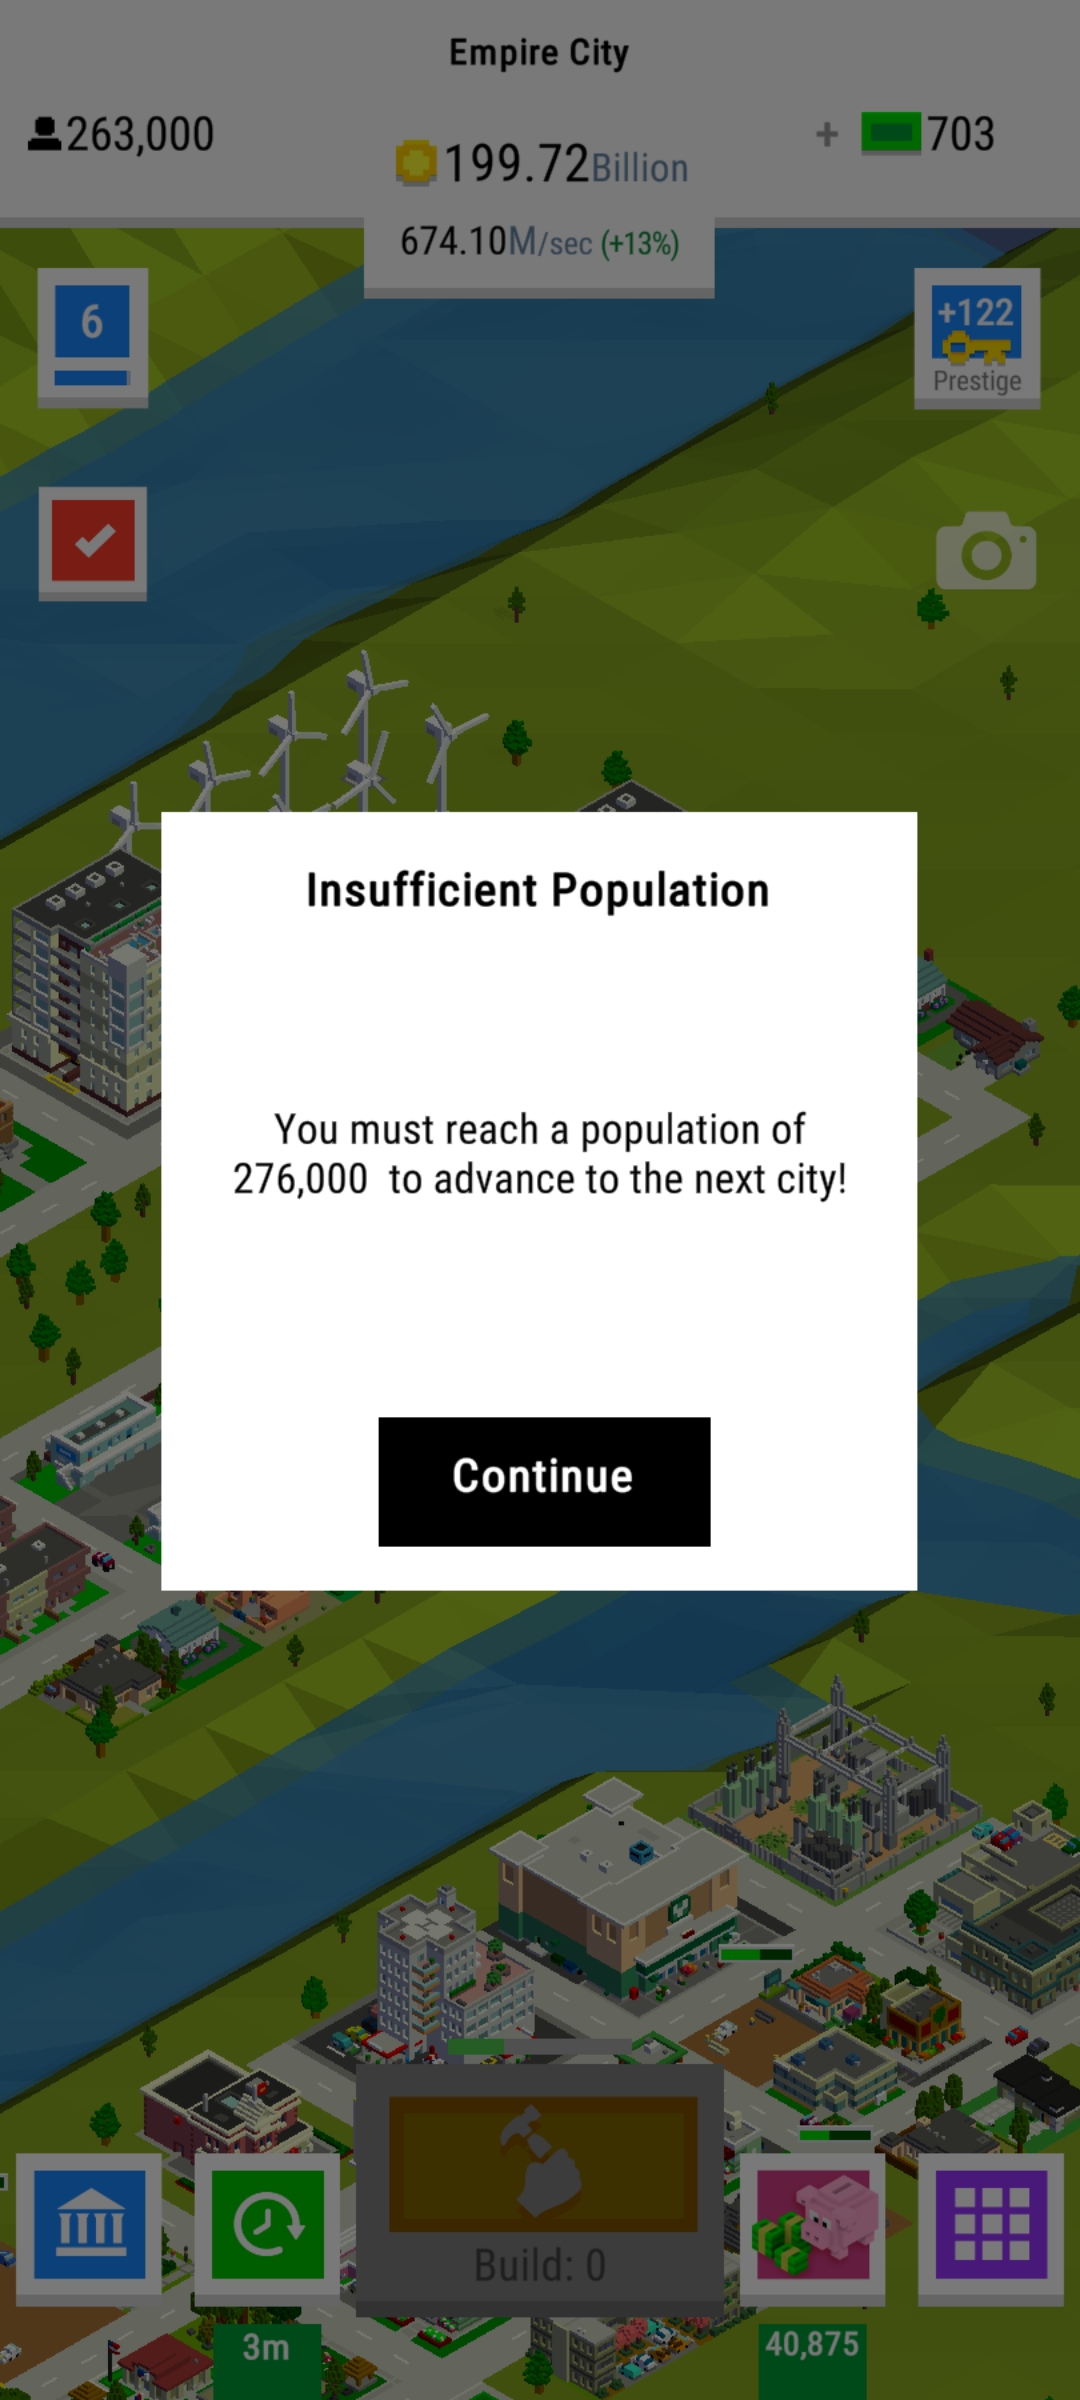 Empire City
263,000
199.72Billion
+ 703
674.10M/sec (+13%)
6
+122
Prestige
Insufficient Population
You must reach a population of
276,000 to advance to the next city!
Continue
Build: 0
3m
40,875